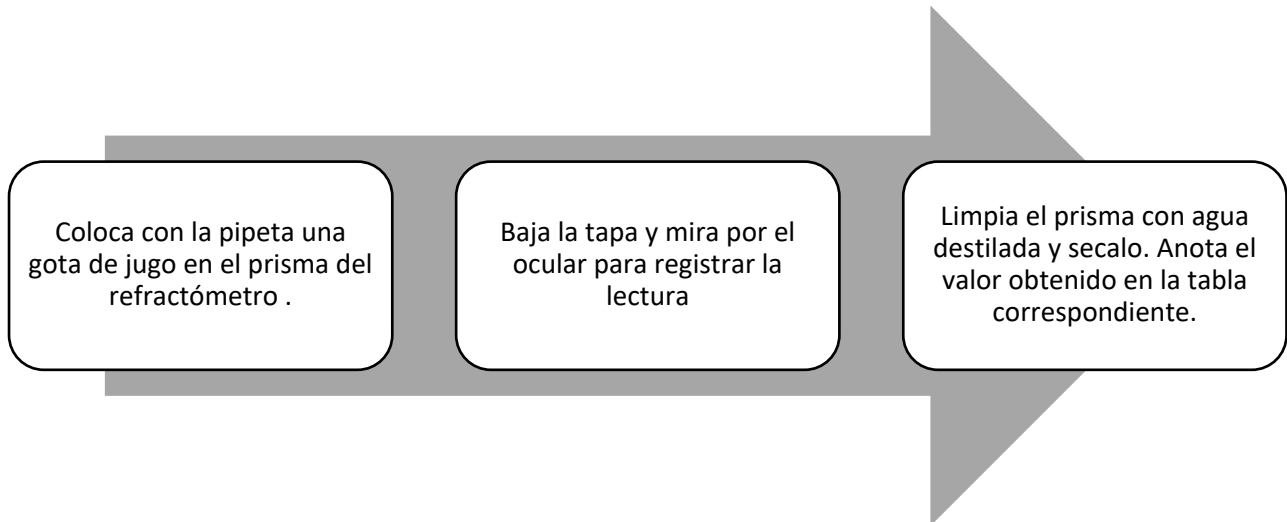 Coloca con la pipeta una
gota de jugo en el prisma del
refractómetro .
Baja la tapa y mira por el
ocular para registrar la
lectura
Limpia el prisma con agua
destilada y secalo. Anota el
valor obtenido en la tabla
correspondiente.